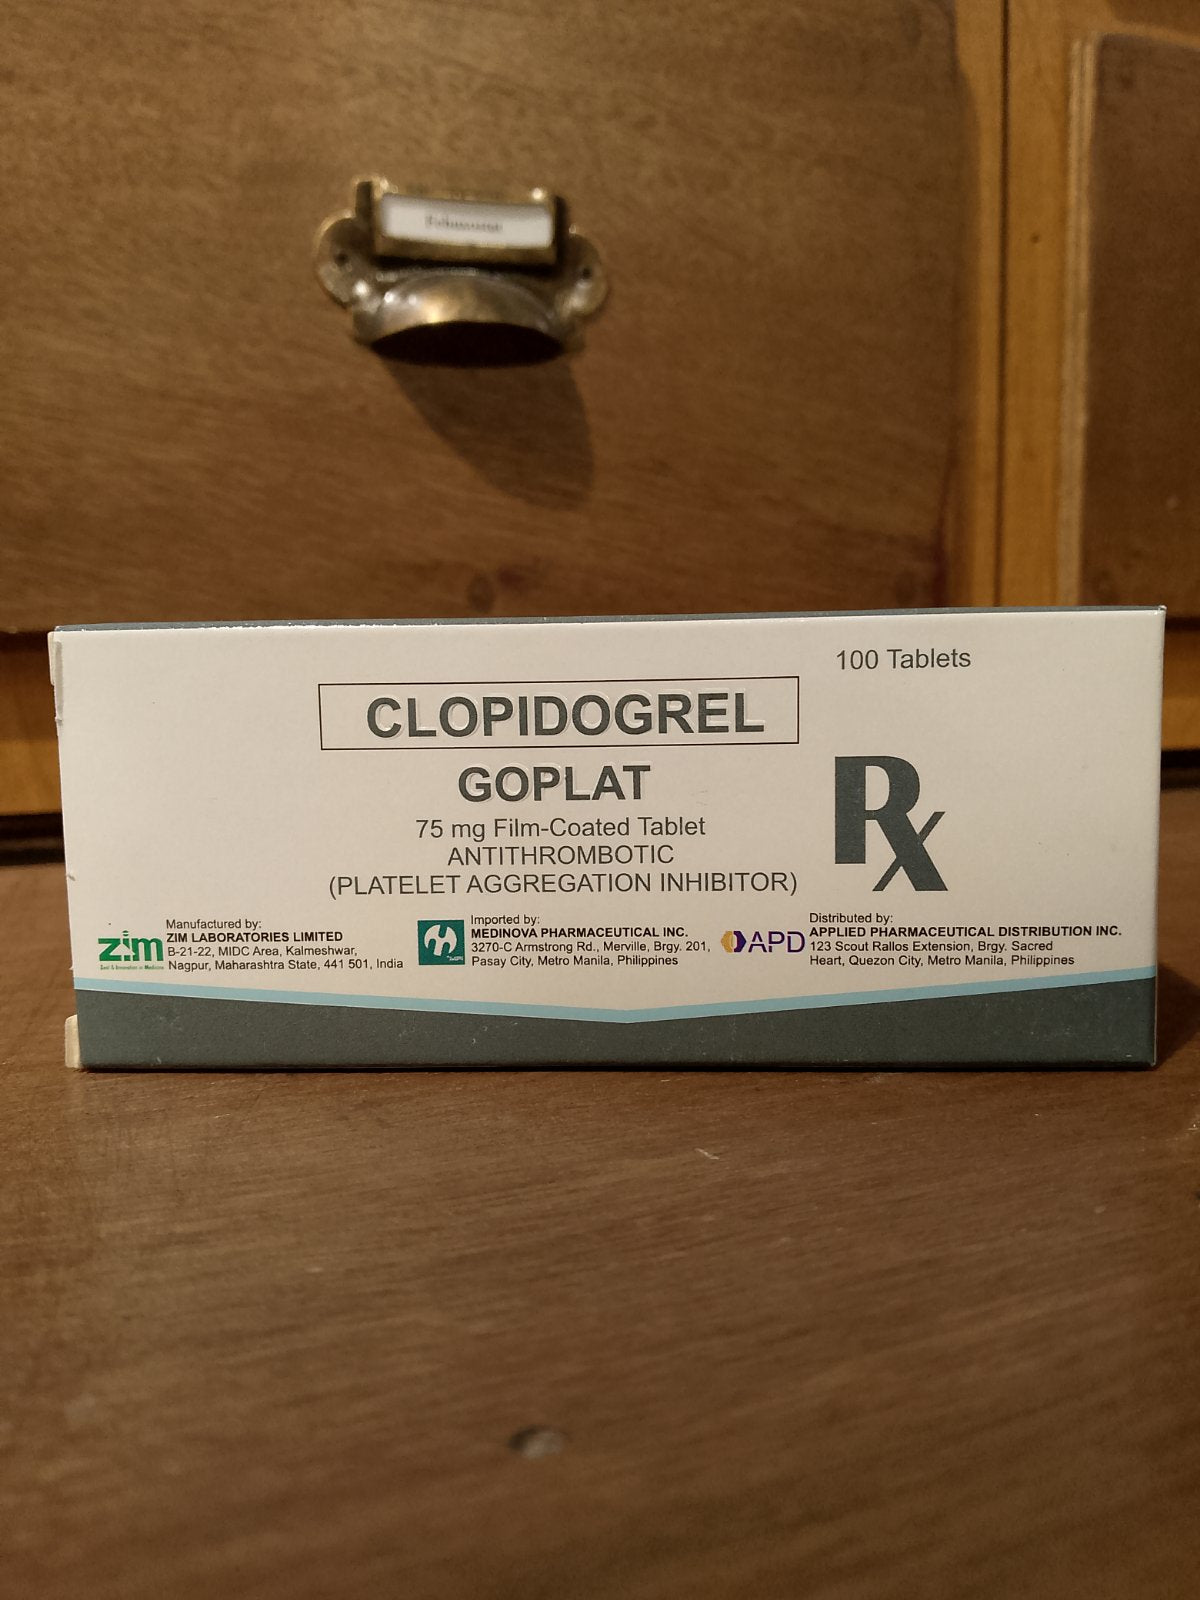 Febuxostat
100 Tablets
CLOPIDOGREL
GOPLAT
75 mg Film-Coated Tablet
ANTITHROMBOTIC
(PLATELET AGGREGATION INHIBITOR)
Rx
zim
Manufactured by:
ZIM LABORATORIES LIMITED
B-21-22, MIDC Area, Kalmeshwar,
Nagpur, Maharashtra State, 441 501, India
Imported by:
MEDINOVA PHARMACEUTICAL INC.
3270-C Armstrong Rd., Merville, Brgy. 201,
Pasay City, Metro Manila, Philippines
APD
Distributed by:
APPLIED PHARMACEUTICAL DISTRIBUTION INC.
123 Scout Rallos Extension, Brgy. Sacred
Heart, Quezon City, Metro Manila, Philippines